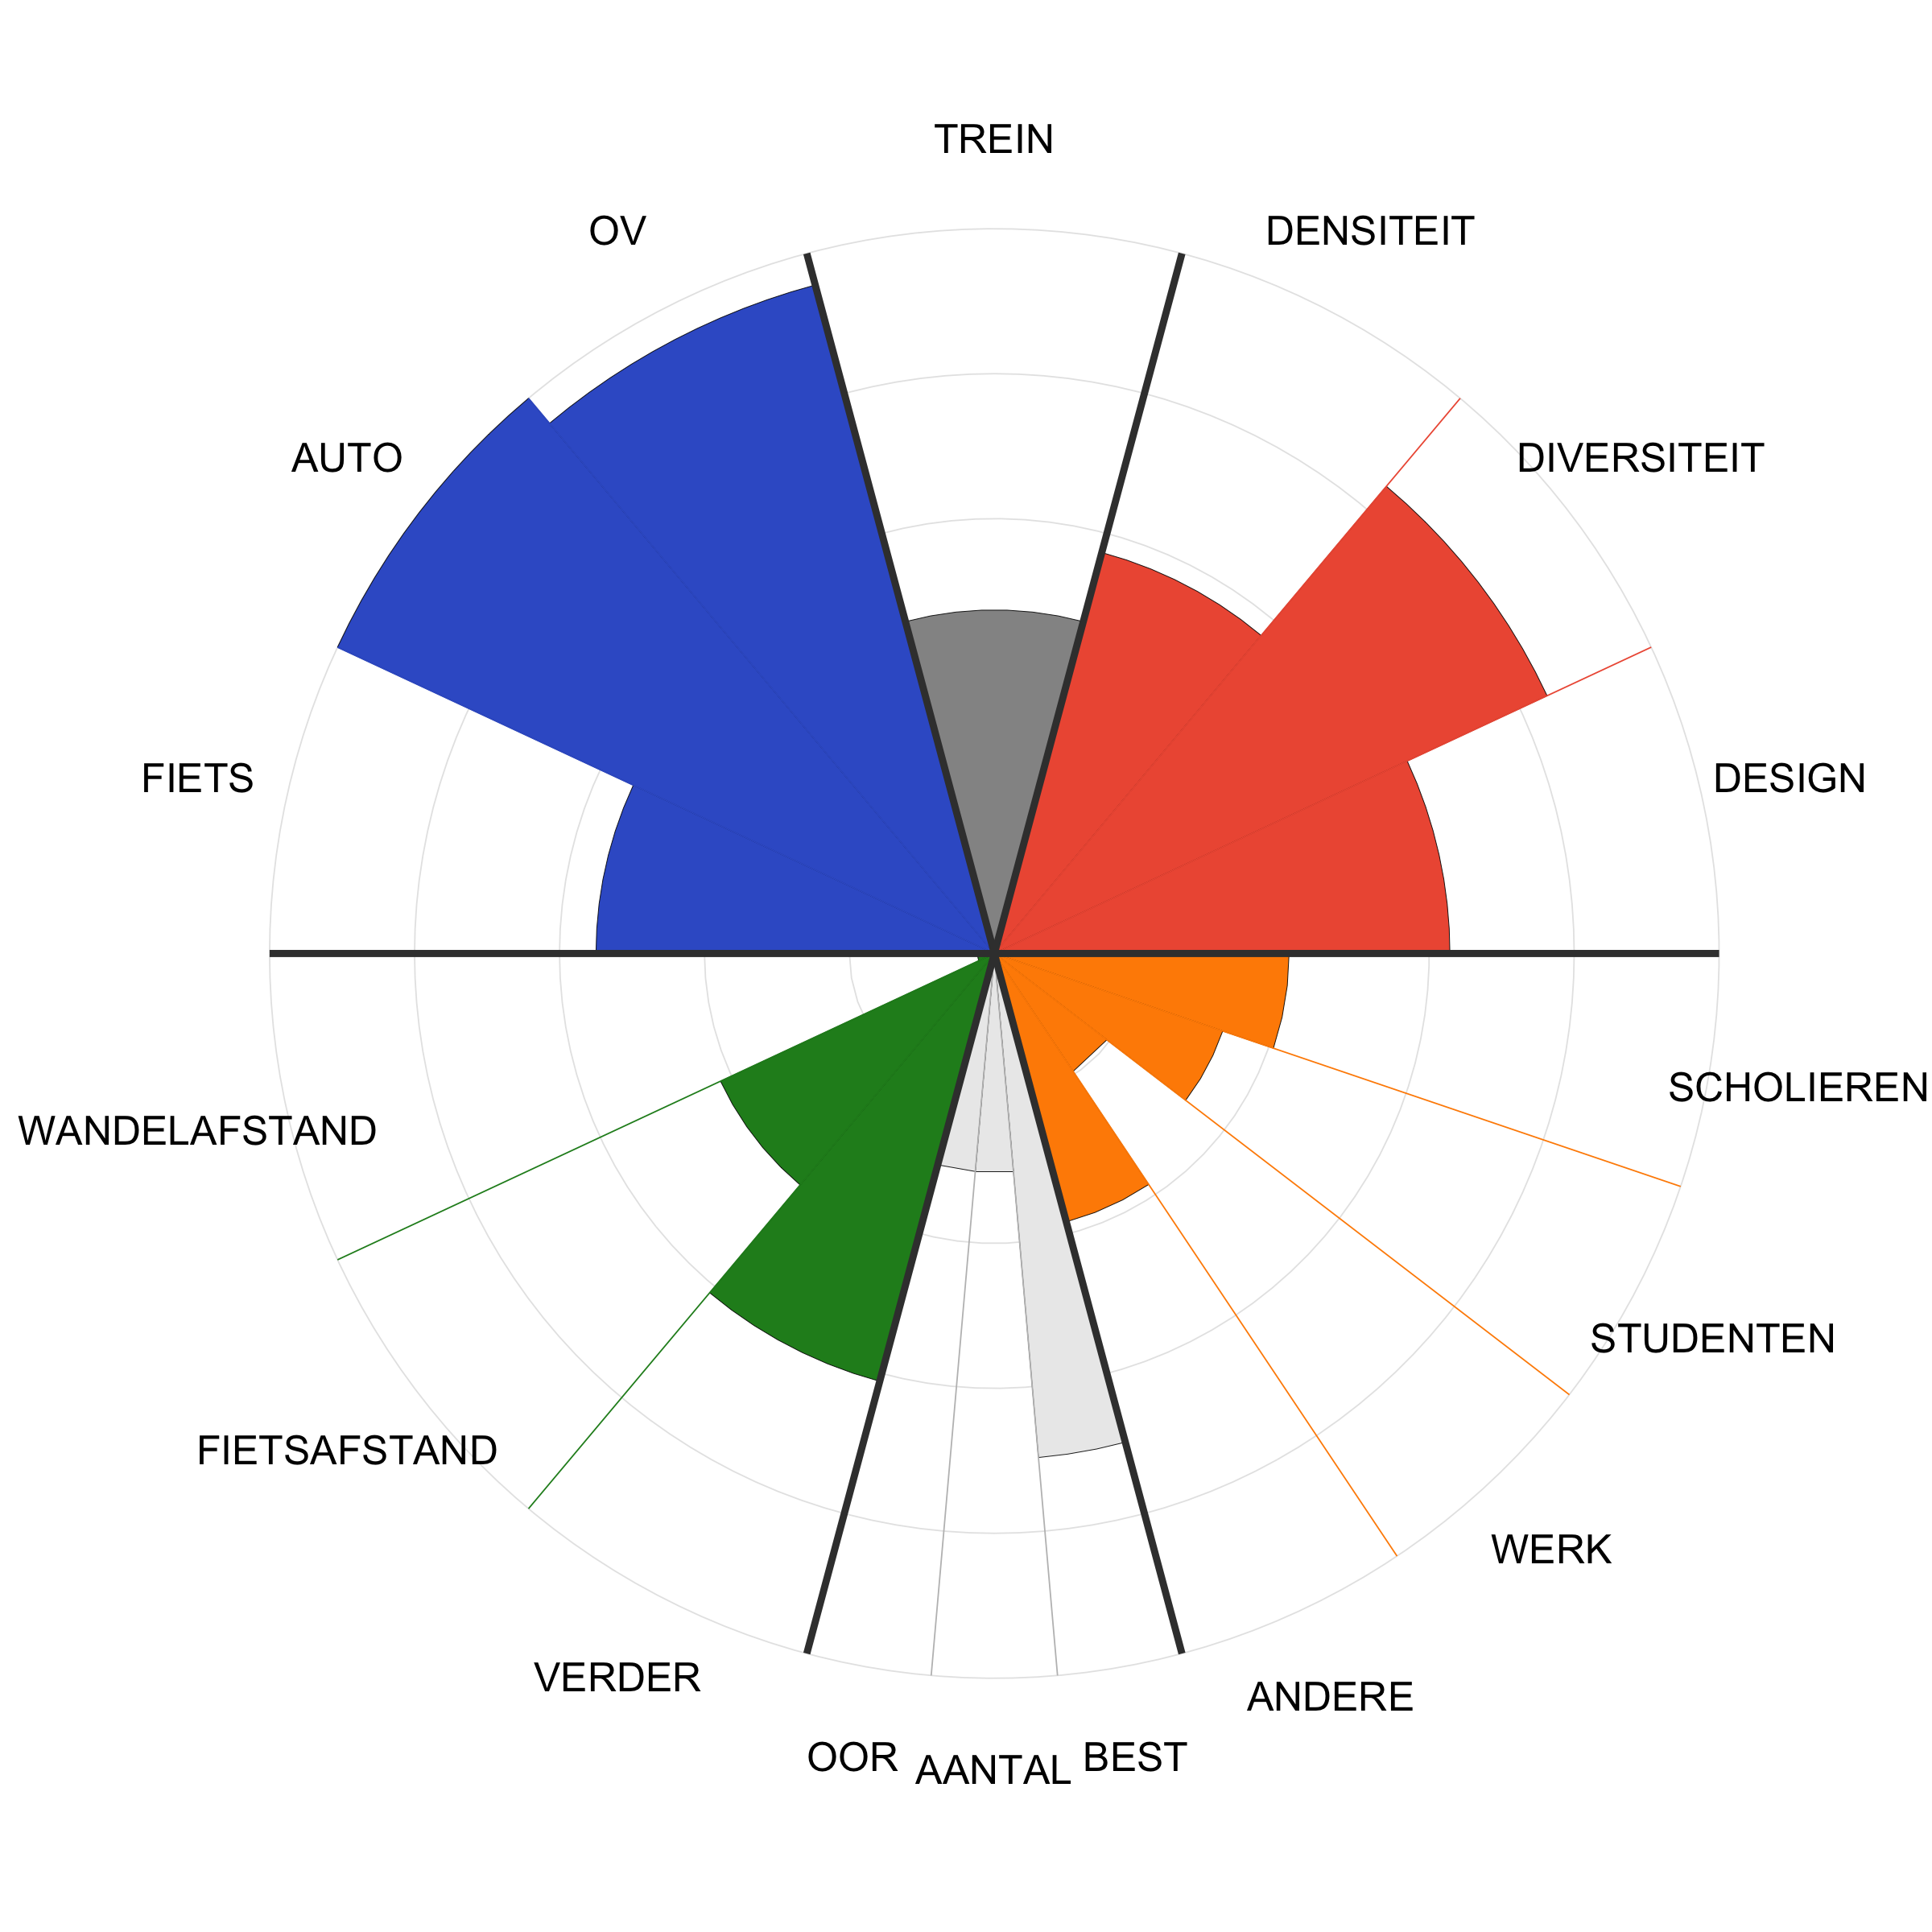 TREIN
OV
DENSITEIT
AUTO
DIVERSITEIT
FIETS
DESIGN
SCHOLIEREN
WANDELAFSTAND
STUDENTEN
FIETSAFSTAND
WERK
VERDER
ANDERE
OOR
AANTAL
BEST